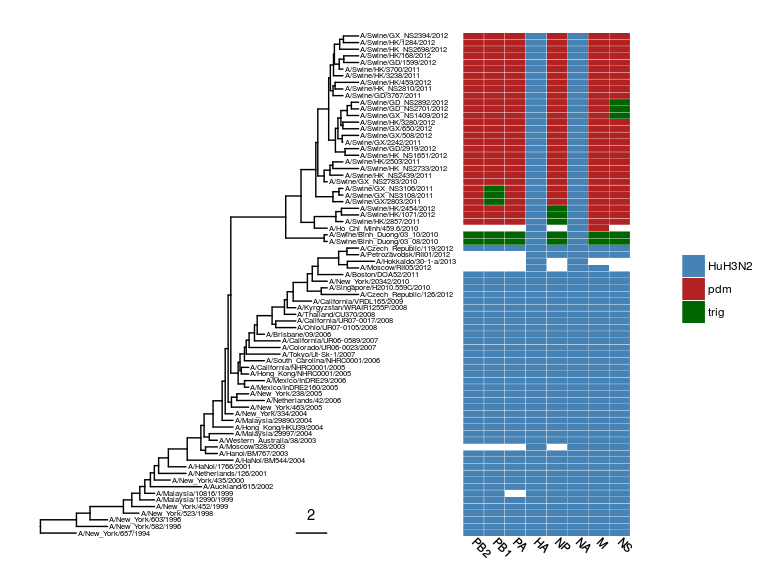 A/Swine/GX_NS2394/2012
A/Swine/HK/1284/2012
A/Swine/HK_NS2698/2012
A/Swine/HK/168/2012
A/Swine/GD/1599/2012
A/Swine/HK/3700/2011
A/Swine/HK/3238/2011
A/Swine/HK/459/2012
A/Swine/HK_NS2810/2011
A/Swine/GD/3767/2011
A/Swine/GD_NS2892/2012
A/Swine/GD_NS2701/2012
A/Swine/GX_NS1409/2012
A/Swine/HK/3280/2012
A/Swine/GX/650/2012
A/Swine/GX/508/2012
A/Swine/GX/2242/2011
A/Swine/GD/2919/2012
A/Swine/HK_NS1651/2012
A/Swine/HK/2503/2011
A/Swine/HK_NS2733/2012
A/Swine/HK_NS2439/2011
A/Swine/GX_NS2783/2010
A/Swine/GX_NS3106/2011
A/Swine/GX_NS3108/2011
A/Swine/GX/2803/2011
A/Swine/HK/2454/2012
A/Swine/HK/1071/2012
A/Swine/HK/2857/2011
A/Ho_Chi_Minh/459.6/2010
A/Swine/Binh_Duong/03_10/2010
A/Swine/Binh_Duong/03_08/2010
A/Czech_Republic/119/2012
A/Petrozavodsk/RII01/2012
A/Hokkaido/30-1-a/2013
A/Moscow/RII05/2012
A/Boston/DOA52/2011
A/New_York/20342/2010
A/Singapore/H2010.559C/2010
A/Czech_Republic/126/2012
A/California/VRDL165/2009
A/Kyrgyzstan/WRAIR1255P/2008
A/Thailand/CU370/2008
A/California/UR07-0017/2008
A/Ohio/UR07-0105/2008
A/Brisbane/09/2006
A/California/UR06-0589/2007
A/Colorado/UR06-0023/2007
A/Tokyo/Ut-Sk-1/2007
A/South_Carolina/NHRC0001/2006
A/California/NHRC0001/2005
A/Hong_Kong/NHRC0001/2005
A/Mexico/InDRE29/2006
A/Mexico/InDRE2160/2005
A/New_York/238/2005
A/Netherlands/42/2006
A/New_York/463/2005
A/New_York/334/2004
A/Malaysia/29890/2004
A/Hong_Kong/HKU39/2004
A/Malaysia/29997/2004
A/Western_Australia/38/2003
A/Moscow/328/2003
A/Hanoi/BM767/2003
A/HaNoi/BM544/2004
A/HaNoi/1766/2001
A/Netherlands/126/2001
A/New_York/435/2000
A/Auckland/615/2002
A/Malaysia/10816/1999
A/Malaysia/12990/1999
A/New_York/452/1999
A/New_York/523/1998
A/New_York/603/1996
A/New_York/582/1996
A/New_York/657/1994
2
PB2 PB1 PA HA NP NA M NS
HuH3N2
pdm
trig